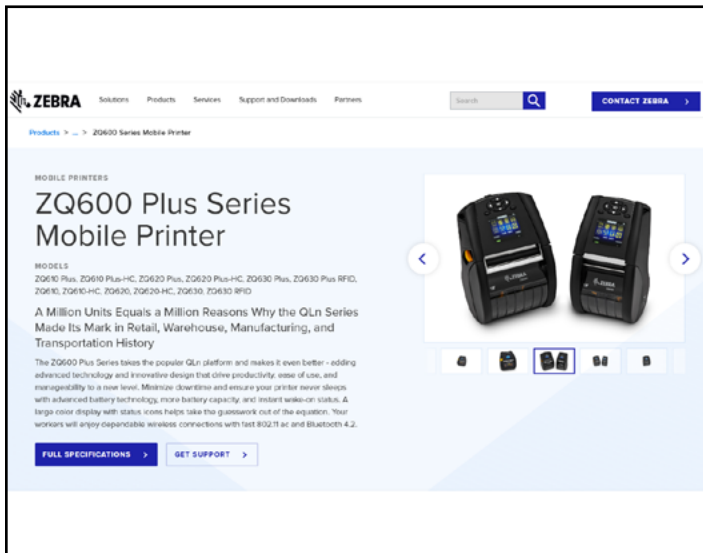 ZEBRA
Solutions Products Services Support and Downloads Partners
Search
CONTACT ZEBRA >
Products > ... > ZQ600 Series Mobile Printer
MOBILE PRINTERS
ZQ600 Plus Series
Mobile Printer
MODELS
ZQ610 Plus, ZQ610 Plus-HC, ZQ620 Plus, ZQ620 Plus-HC, ZQ630 Plus, ZQ630 Plus RFID,
ZQ610, ZQ610-HC, ZQ620, ZQ620-HC, ZQ630, ZQ630 RFID
A Million Units Equals a Million Reasons Why the QLn Series
Made Its Mark in Retail, Warehouse, Manufacturing, and
Transportation History
The ZQ600 Plus Series takes the popular QLn platform and makes it even better - adding
advanced technology and innovative design that drive productivity, ease of use, and
manageability to a new level. Minimize downtime and ensure your printer never sleeps
with advanced battery technology, more battery capacity, and instant wake-on status. A
large color display with status icons helps take the guesswork out of the equation. Your
workers will enjoy dependable wireless connections with fast 802.11 ac and Bluetooth 4.2.
FULL SPECIFICATIONS >
GET SUPPORT >
ZEBRA